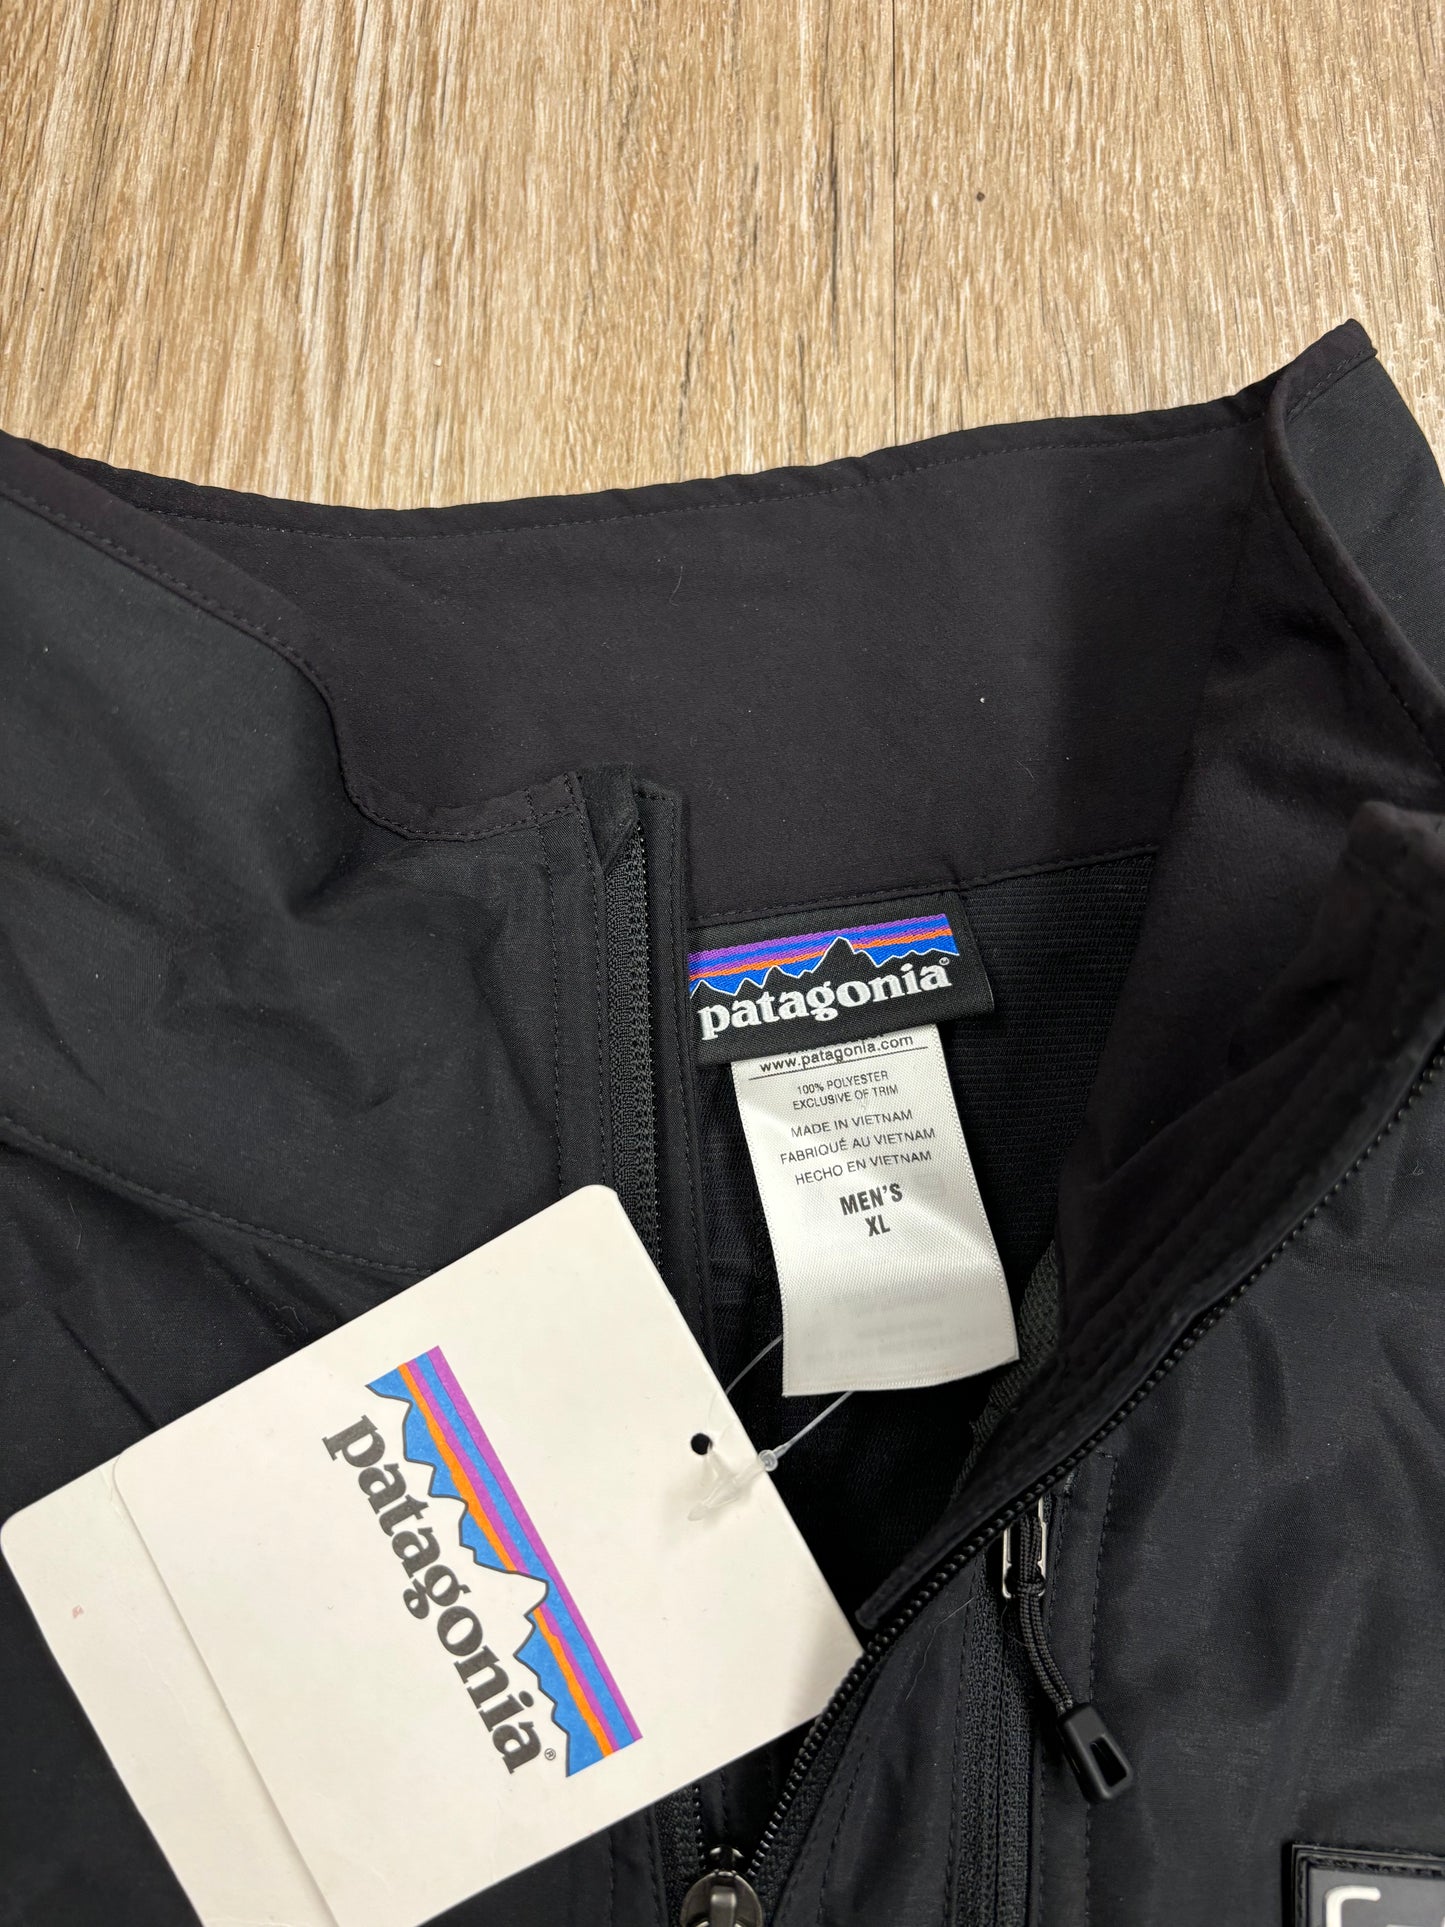 patagonia
www.patagonia.com
100% POLYESTER
EXCLUSIVE OF TRIM
MADE IN VIETNAM
FABRIQUÉ AU VIETNAM
HECHO EN VIETNAM
MEN'S
XL
patagonia®